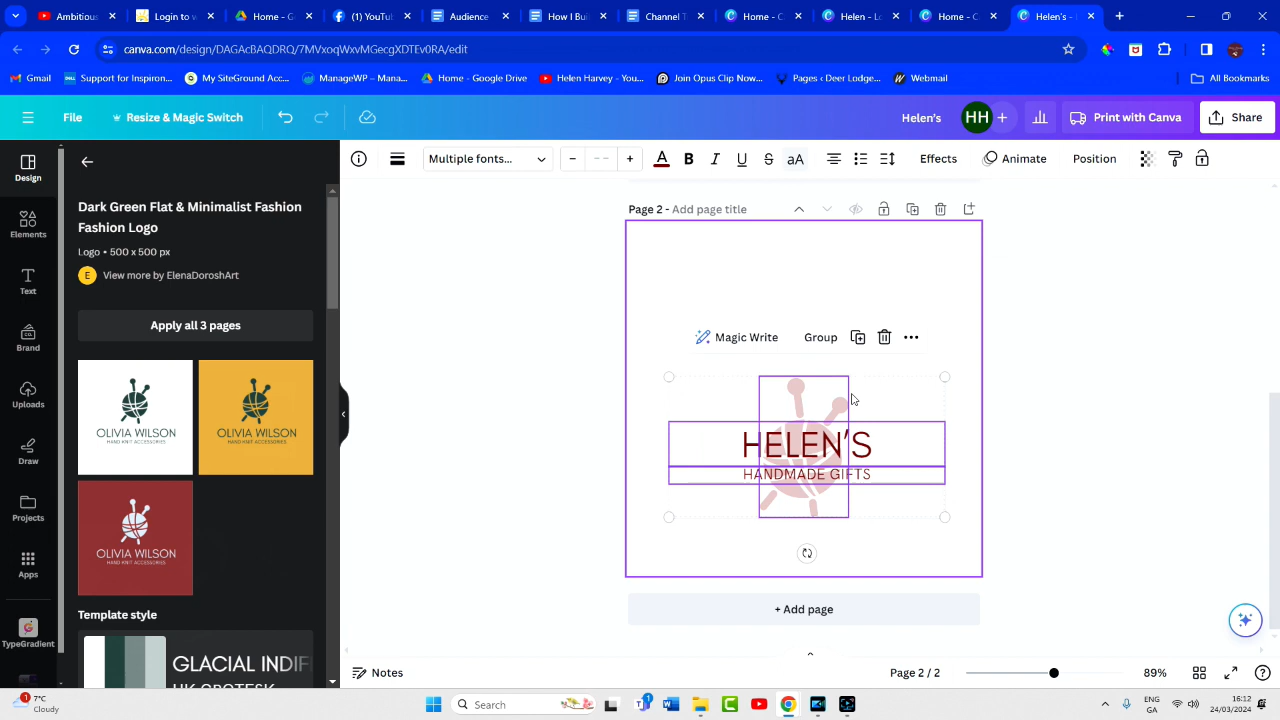 Wonder
Login to v
(1) YouTu
Audience
How I Bui
Channel T
Home - C
Helen - L
Home - C
Helen's -
canva.com/design/DAGAcBAQDRQ/7MVxoqWxvMGecgXDTEv0RA/edit
Gmail
Support for Inspiron...
My SiteGround Acc...
ManageWP – Mana...
Home - Google Drive
Helen Harvey - You...
Join Opus Clip Now...
Pages ‹ Deer Lodge...
Webmail
All Bookmarks
File
Resize & Magic Switch
Helen's
HH
Print with Canva
Share
Design
Elements
Text
Brand
Uploads
Draw
Projects
Apps
TypeGradient
Dark Green Flat & Minimalist Fashion
Fashion Logo
Logo • 500 x 500 px
E
View more by ElenaDoroshArt
Apply all 3 pages
OLIVIA WILSON
HAND KNIT ACCESSORIES
OLIVIA WILSON
HAND KNIT ACCESSORIES
OLIVIA WILSON
HAND KNIT ACCESSORIES
Template style
GLACIAL INDIF
Multiple fonts...
– – +
A B I U S aA
Effects
Animate
Position
Page 2 - Add page title
Magic Write
Group
HELEN'S
HANDMADE GIFTS
+ Add page
Notes
Page 2 / 2
89%
1
7°C
Cloudy
Search
ENG
GA
16:12
24/03/2024